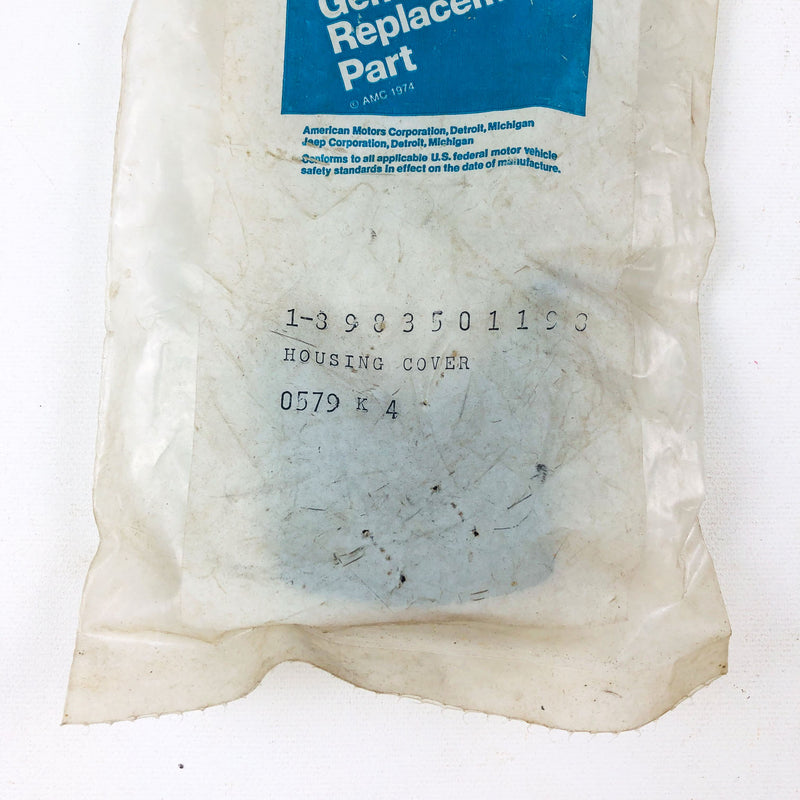 Replacem
Part
© AMC 1974
American Motors Corporation, Detroit, Michigan
Jeep Corporation, Detroit, Michigan
Conforms to all applicable U.S. federal motor vehicle
safety standards in effect on the date of manufacture.
1-8983501198
HOUSING COVER
0579 K 4